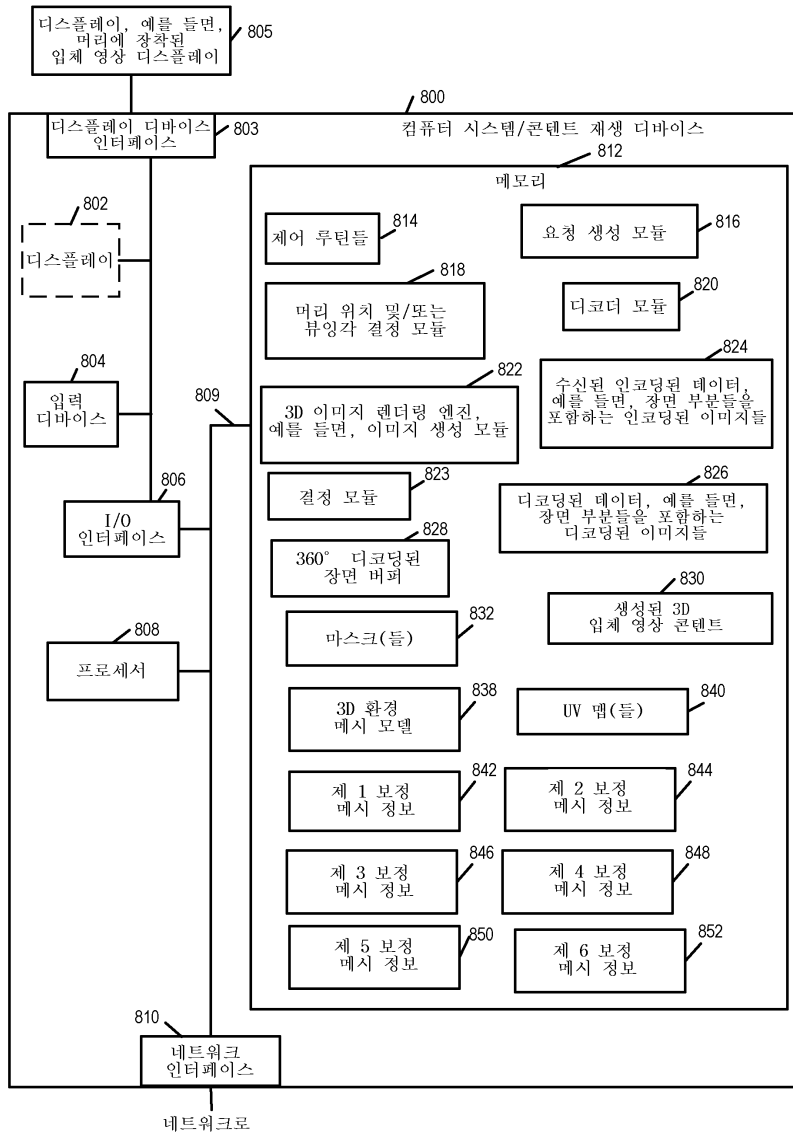 디스플레이, 예를 들면,
머리에 장착된
입체 영상 디스플레이
805
800
디스플레이 디바이스
인터페이스
803
컴퓨터 시스템/콘텐트 재생 디바이스
812
메모리
802
디스플레이
제어 루틴들
814
요청 생성 모듈
816
818
머리 위치 및/또는
뷰잉각 결정 모듈
820
디코더 모듈
804
입력
디바이스
809
822
3D 이미지 렌더링 엔진,
예를 들면, 이미지 생성 모듈
824
수신된 인코딩된 데이터,
예를 들면, 장면 부분들을
포함하는 인코딩된 이미지들
806
I/O
인터페이스
823
결정 모듈
826
디코딩된 데이터, 예를 들면,
장면 부분들을 포함하는
디코딩된 이미지들
828
360° 디코딩된
장면 버퍼
830
생성된 3D
입체 영상 콘텐트
808
프로세서
832
마스크(들)
838
3D 환경
메시 모델
840
UV 맵(들)
842
제 1 보정
메시 정보
844
제 2 보정
메시 정보
846
제 3 보정
메시 정보
848
제 4 보정
메시 정보
850
제 5 보정
메시 정보
852
제 6 보정
메시 정보
810
네트워크
인터페이스
네트워크로